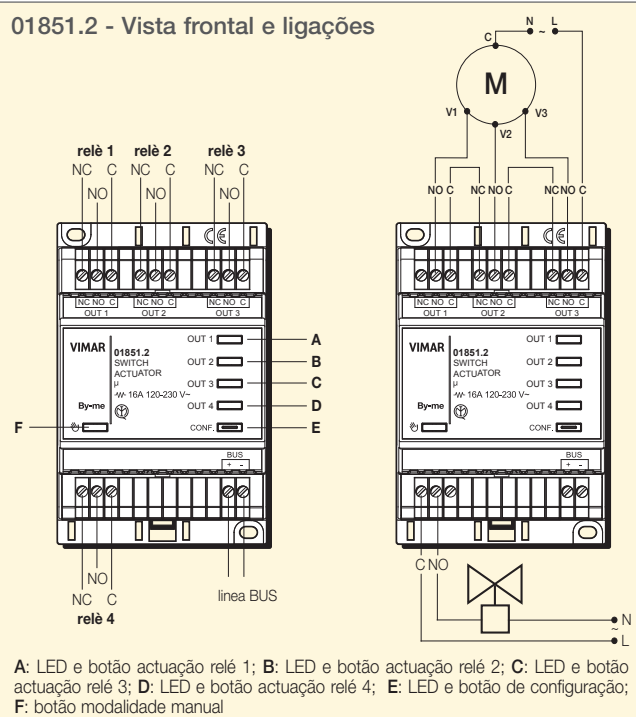 01851.2 - Vista frontal e ligações
N ~ L
C
M
V1 V3
V2
relè 1 relè 2 relè 3
NC C NC C NC C
NO NO NO
NO C NC NO C NC NO C
CE CE
NC NO C NC NO C NC NO C
OUT 1 OUT 2 OUT 3
NC NO C NC NO C NC NO C
OUT 1 OUT 2 OUT 3
VIMAR
01851.2
SWITCH
ACTUATOR
µ
16A 120-230 V~
By-me
OUT 1
OUT 2
OUT 3
OUT 4
CONF.
BUS
+ -
A
B
C
D
E
F
VIMAR
01851.2
SWITCH
ACTUATOR
µ
16A 120-230 V~
By-me
OUT 1
OUT 2
OUT 3
OUT 4
CONF.
BUS
+ -
NO
NC C
relè 4
linea BUS
C NO
N
~
L
A: LED e botão actuação relé 1; B: LED e botão actuação relé 2; C: LED e botão
actuação relé 3; D: LED e botão actuação relé 4; E: LED e botão de configuração;
F: botão modalidade manual